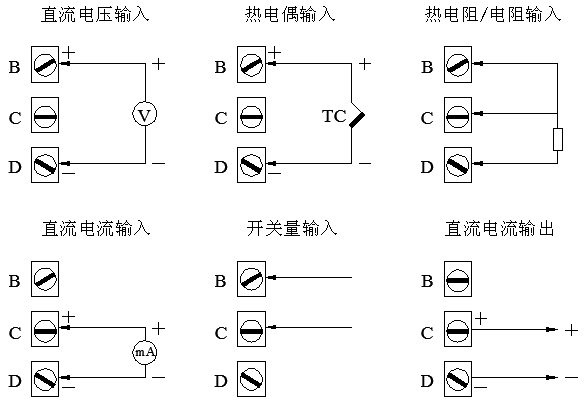 直流电压输入 热电偶输入 热电阻/电阻输入
+ +
B + B + B
C V C TC C
D — D — D
— —
直流电流输入 开关量输入 直流电流输出
B B B
+ +
C + C C +
mA
D — D D —
— —